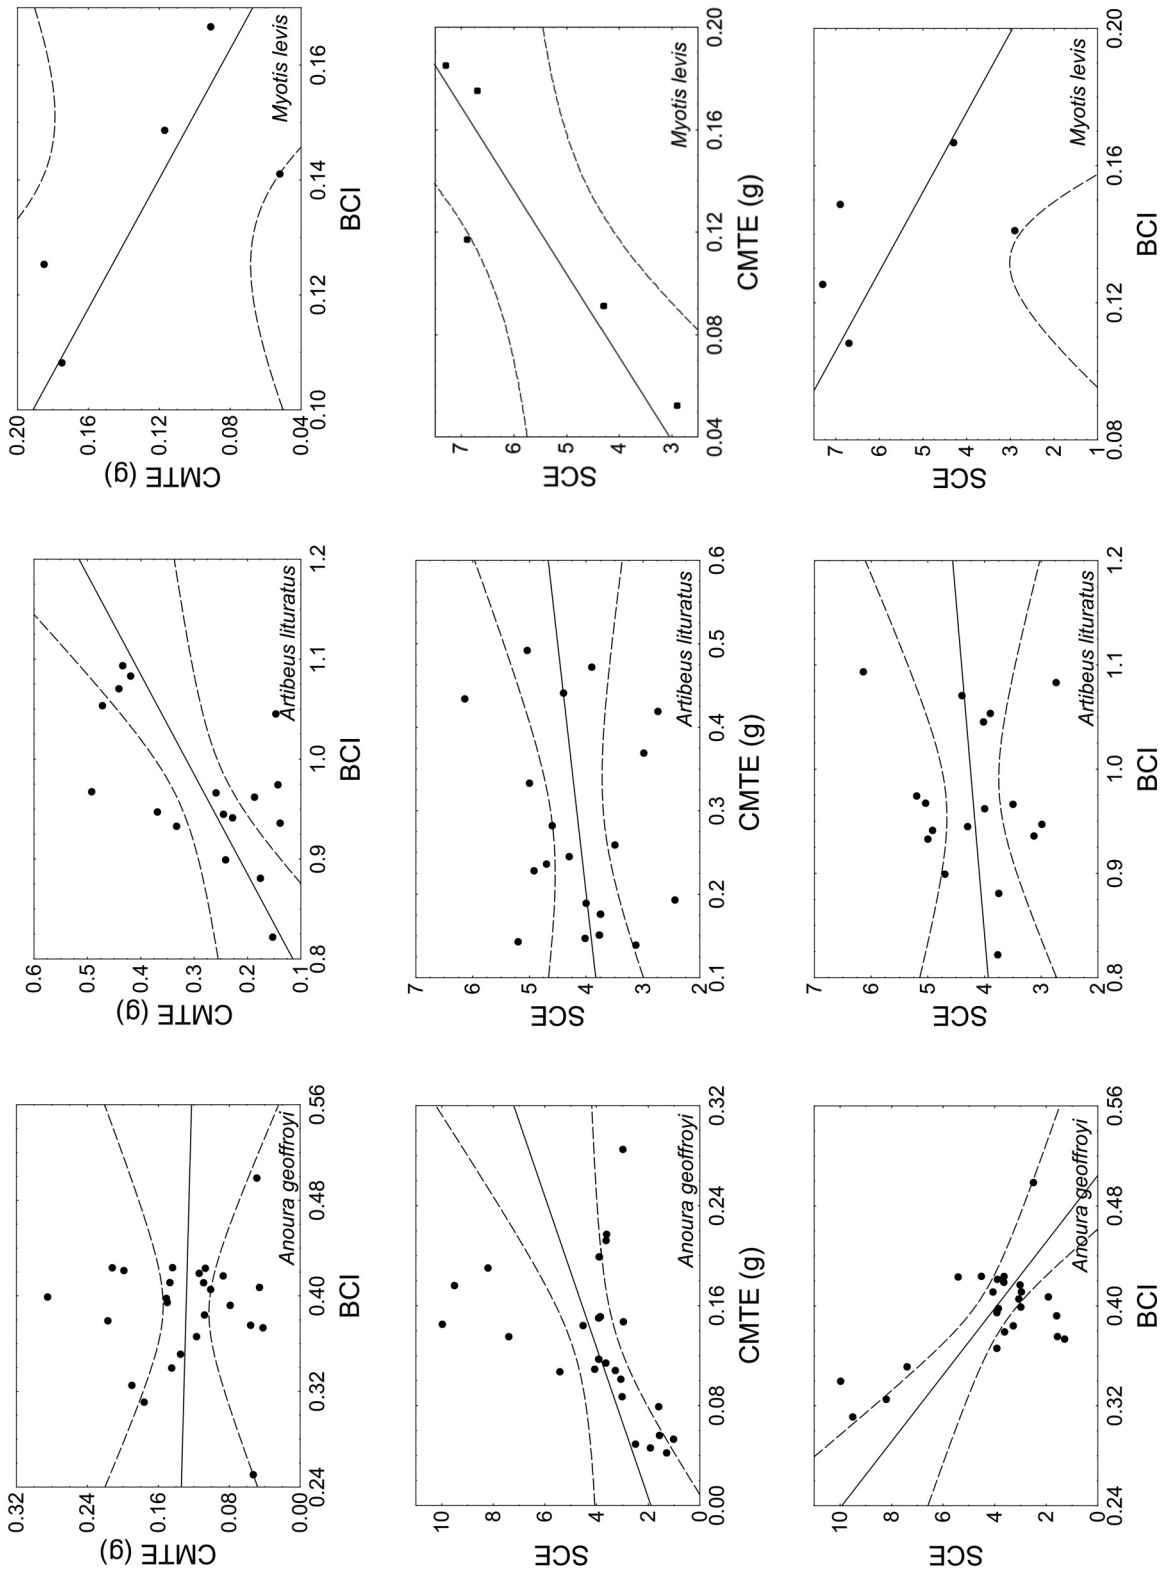 CMTE (g)
0.32
0.24
0.16
0.08
0.00
Anoura geoffroyi
0.24 0.32 0.40 0.48 0.56
BCI
CMTE (g)
0.6
0.5
0.4
0.3
0.2
0.1
Artibeus lituratus
0.8 0.9 1.0 1.1 1.2
BCI
CMTE (g)
0.20
0.16
0.12
0.08
0.04
Myotis levis
0.10 0.12 0.14 0.16
BCI
SCE
10
8
6
4
2
0
Anoura geoffroyi
0.00 0.08 0.16 0.24 0.32
CMTE (g)
SCE
7
6
5
4
3
2
Artibeus lituratus
0.1 0.2 0.3 0.4 0.5 0.6
CMTE (g)
SCE
7
6
5
4
3
Myotis levis
0.04 0.08 0.12 0.16 0.20
CMTE (g)
SCE
10
8
6
4
2
0
Anoura geoffroyi
0.24 0.32 0.40 0.48 0.56
BCI
SCE
7
6
5
4
3
2
Artibeus lituratus
0.8 0.9 1.0 1.1 1.2
BCI
SCE
7
6
5
4
3
2
1
Myotis levis
0.08 0.12 0.16 0.20
BCI